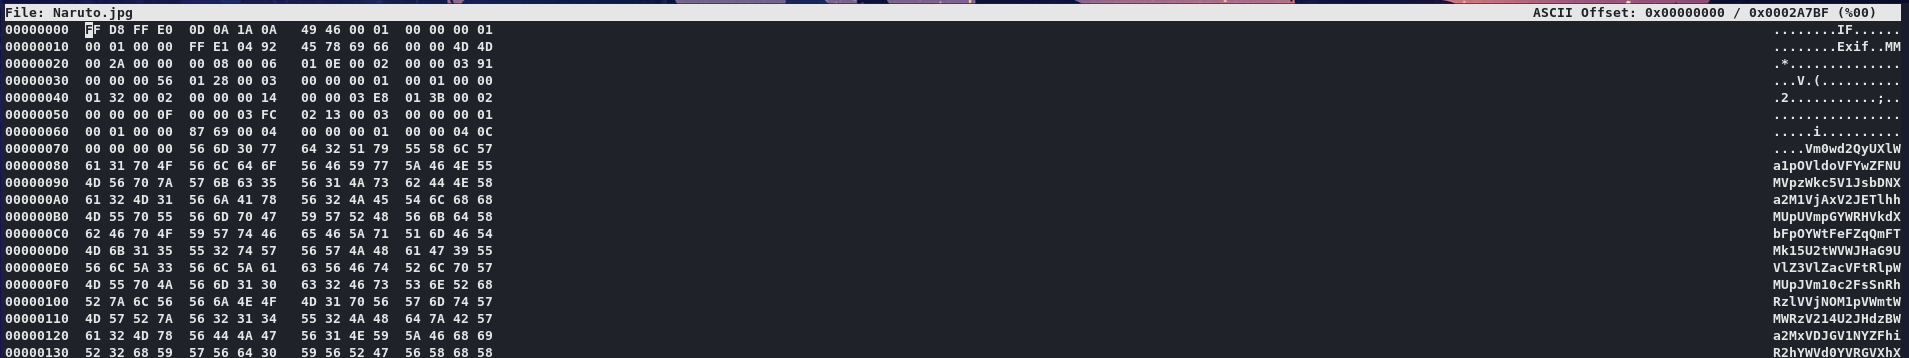 File: Naruto.jpg ASCII Offset: 0x00000000 / 0x0002A7BF (%00)
00000000 FF D8 FF E0 0D 0A 1A 0A 49 46 00 01 00 00 00 01 ........IF......
00000010 00 01 00 00 FF E1 04 92 45 78 69 66 00 00 4D 4D ........Exif..MM
00000020 00 2A 00 00 00 08 00 06 01 0E 00 02 00 00 03 91 .*..............
00000030 00 00 00 56 01 28 00 03 00 00 00 01 00 01 00 00 ...V.(..........
00000040 01 32 00 02 00 00 00 14 00 00 03 E8 01 3B 00 02 .2...........;..
00000050 00 00 00 0F 00 00 03 FC 02 13 00 03 00 00 00 01 ................
00000060 00 01 00 00 87 69 00 04 00 00 00 01 00 00 04 0C .....i..........
00000070 00 00 00 00 56 6D 30 77 64 32 51 79 55 58 6C 57 ....Vm0wd2QyUXlW
00000080 61 31 70 4F 56 6C 64 6F 56 46 59 77 5A 46 4E 55 a1pOVldoVFYwZFNU
00000090 4D 56 70 7A 57 6B 63 35 56 31 4A 73 62 44 4E 58 MVpzWkc5V1JsbDNX
000000A0 61 32 4D 31 56 6A 41 78 56 32 4A 45 54 6C 68 68 a2M1VjAxV2JETlhh
000000B0 4D 55 70 55 56 6D 70 47 59 57 52 48 56 6B 64 58 MUpUVmpGYWRHVkdX
000000C0 62 46 70 4F 59 57 74 46 65 46 5A 71 51 6D 46 54 bFpOYWtFeFZqQmFT
000000D0 4D 6B 31 35 55 32 74 57 56 57 4A 48 61 47 39 55 Mk15U2tWVWJHaG9U
000000E0 56 6C 5A 33 56 6C 5A 61 63 56 46 74 52 6C 70 57 VlZ3VlZacVFtRlpW
000000F0 4D 55 70 4A 56 6D 31 30 63 32 46 73 53 6E 52 68 MUpJVm10c2FsSnRh
00000100 52 7A 6C 56 56 6A 4E 4F 4D 31 70 56 57 6D 74 57 RzlVVjNOM1pVWmtW
00000110 4D 57 52 7A 56 32 31 34 55 32 4A 48 64 7A 42 57 MWRzV214U2JHdzBW
00000120 61 32 4D 78 56 44 4A 47 56 31 4E 59 5A 46 68 69 a2MxVDJGV1NYZFhi
00000130 52 32 68 59 57 56 64 30 59 56 52 47 56 58 68 58 R2hYWVd0YVRGVXhX